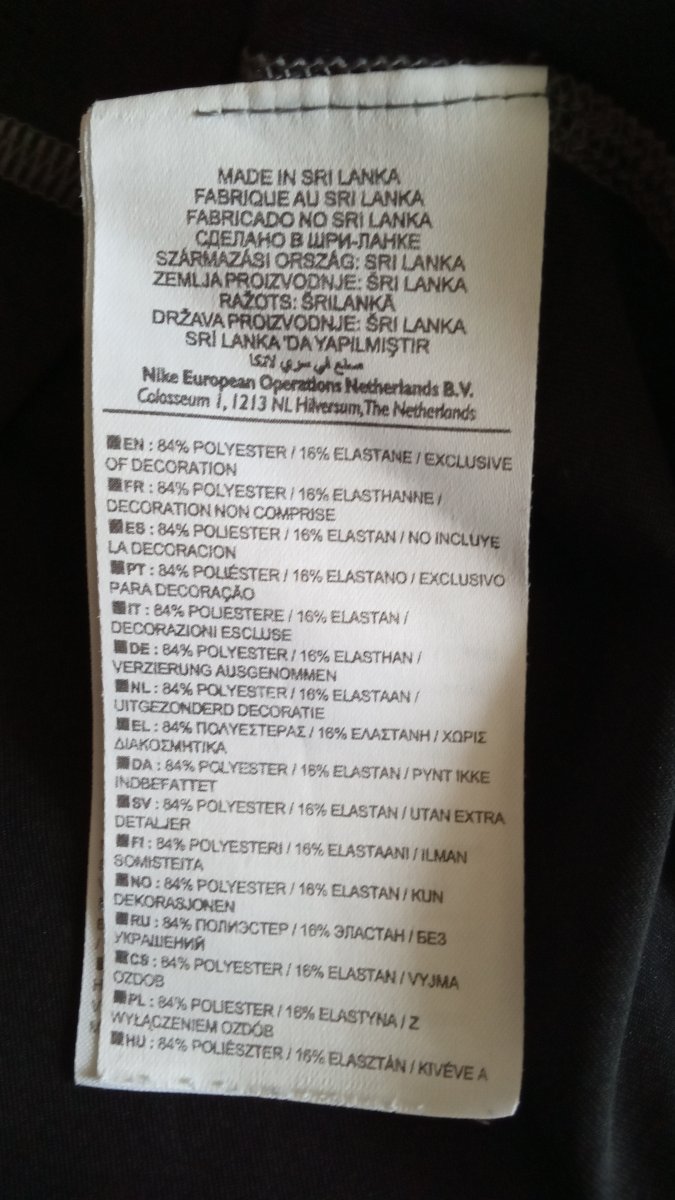 MADE IN SRI LANKA
FABRIQUE AU SRI LANKA
FABRICADO NO SRI LANKA
СДЕЛАНО В ШРИ-ЛАНКЕ
SZÁRMAZÁSI ORSZÁG: SRI LANKA
ZEMLJA PROIZVODNJE: ŠRI LANKA
RAŽOTS: ŠRILANKĀ
DRŽAVA PROIZVODNJE: ŠRI LANKA
SRİ LANKA 'DA YAPILMIŞTIR
صنع في سري لانكا
Nike European Operations Netherlands B.V.
Colosseum 1, 1213 NL Hilversum, The Netherlands
EN : 84% POLYESTER / 16% ELASTANE / EXCLUSIVE
OF DECORATION
FR : 84% POLYESTER / 16% ELASTHANNE /
DECORATION NON COMPRISE
ES : 84% POLIESTER / 16% ELASTAN / NO INCLUYE
LA DECORACION
PT : 84% POLIÉSTER / 16% ELASTANO / EXCLUSIVO
PARA DECORAÇÃO
IT : 84% POLIESTERE / 16% ELASTAN /
DECORAZIONI ESCLUSE
DE : 84% POLYESTER / 16% ELASTHAN /
VERZIERUNG AUSGENOMMEN
NL : 84% POLYESTER / 16% ELASTAAN /
UITGEZONDERD DECORATIE
EL : 84% ΠΟΛΥΕΣΤΕΡΑΣ / 16% ΕΛΑΣΤΑΝΗ / ΧΩΡΙΣ
ΔΙΑΚΟΣΜΗΤΙΚΑ
DA : 84% POLYESTER / 16% ELASTAN / PYNT IKKE
INDBEFATTET
SV : 84% POLYESTER / 16% ELASTAN / UTAN EXTRA
DETALJER
FI : 84% POLYESTERI / 16% ELASTAANI / ILMAN
SOMISTEITA
NO : 84% POLYESTER / 16% ELASTAN / KUN
DEKORASJONEN
RU : 84% ПОЛИЭСТЕР / 16% ЭЛАСТАН / БЕЗ
УКРАШЕНИЙ
CS : 84% POLYESTER / 16% ELASTAN / VYJMA
OZDOB
PL : 84% POLIESTER / 16% ELASTYNA / Z
WYŁĄCZENIEM OZDÓB
HU : 84% POLIÉSZTER / 16% ELASZTÁN / KIVÉVE A